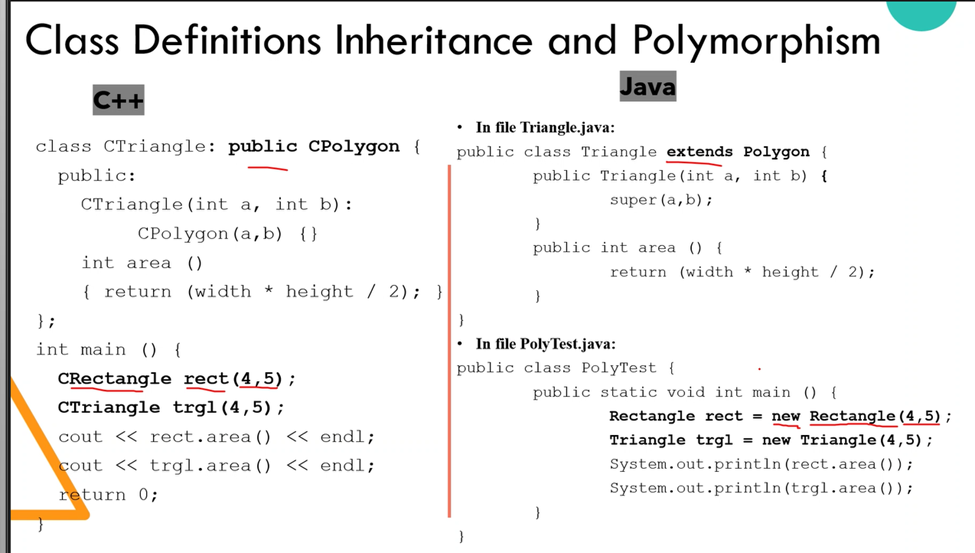 Class Definitions Inheritance and Polymorphism
C++
class CTriangle: public CPolygon {
public:
CTriangle(int a, int b):
CPolygon(a,b) {}
int area ()
{ return (width * height / 2); }
};
int main () {
CRectangle rect(4,5);
CTriangle trgl(4,5);
cout << rect.area() << endl;
cout << trgl.area() << endl;
return 0;
}
Java
• In file Triangle.java:
public class Triangle extends Polygon {
public Triangle(int a, int b) {
super(a,b);
}
public int area () {
return (width * height / 2);
}
}
• In file PolyTest.java:
public class PolyTest {
public static void int main () {
Rectangle rect = new Rectangle(4,5);
Triangle trgl = new Triangle(4,5);
System.out.println(rect.area());
System.out.println(trgl.area());
}
}